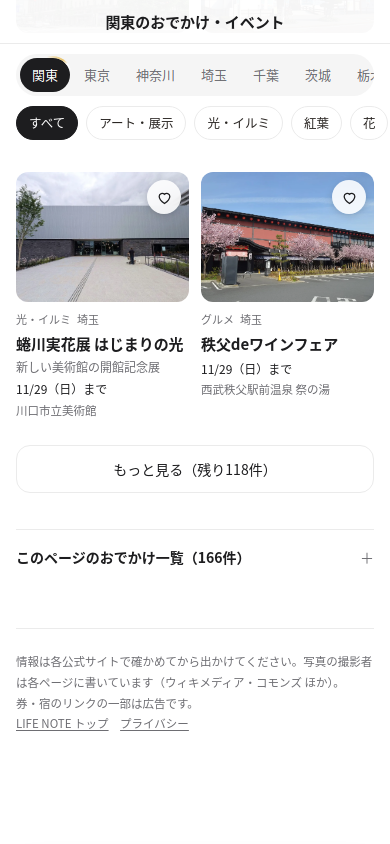 関東のおでかけ・イベント
関東 東京 神奈川 埼玉 千葉 茨城
すべて アート・展示 光・イルミ 紅葉 花
光・イルミ 埼玉
蜷川実花展 はじまりの光
新しい美術館の開館記念展
11/29（日）まで
川口市立美術館
グルメ 埼玉
秩父deワインフェア
11/29（日）まで
西武秩父駅前温泉 祭の湯
もっと見る（残り118件）
このページのおでかけ一覧（166件）
情報は各公式サイトで確かめてから出かけてください。写真の撮影者
は各ページに書いています（ウィキメディア・コモンズ ほか）。
券・宿のリンクの一部は広告です。
LIFE NOTE トップ プライバシー